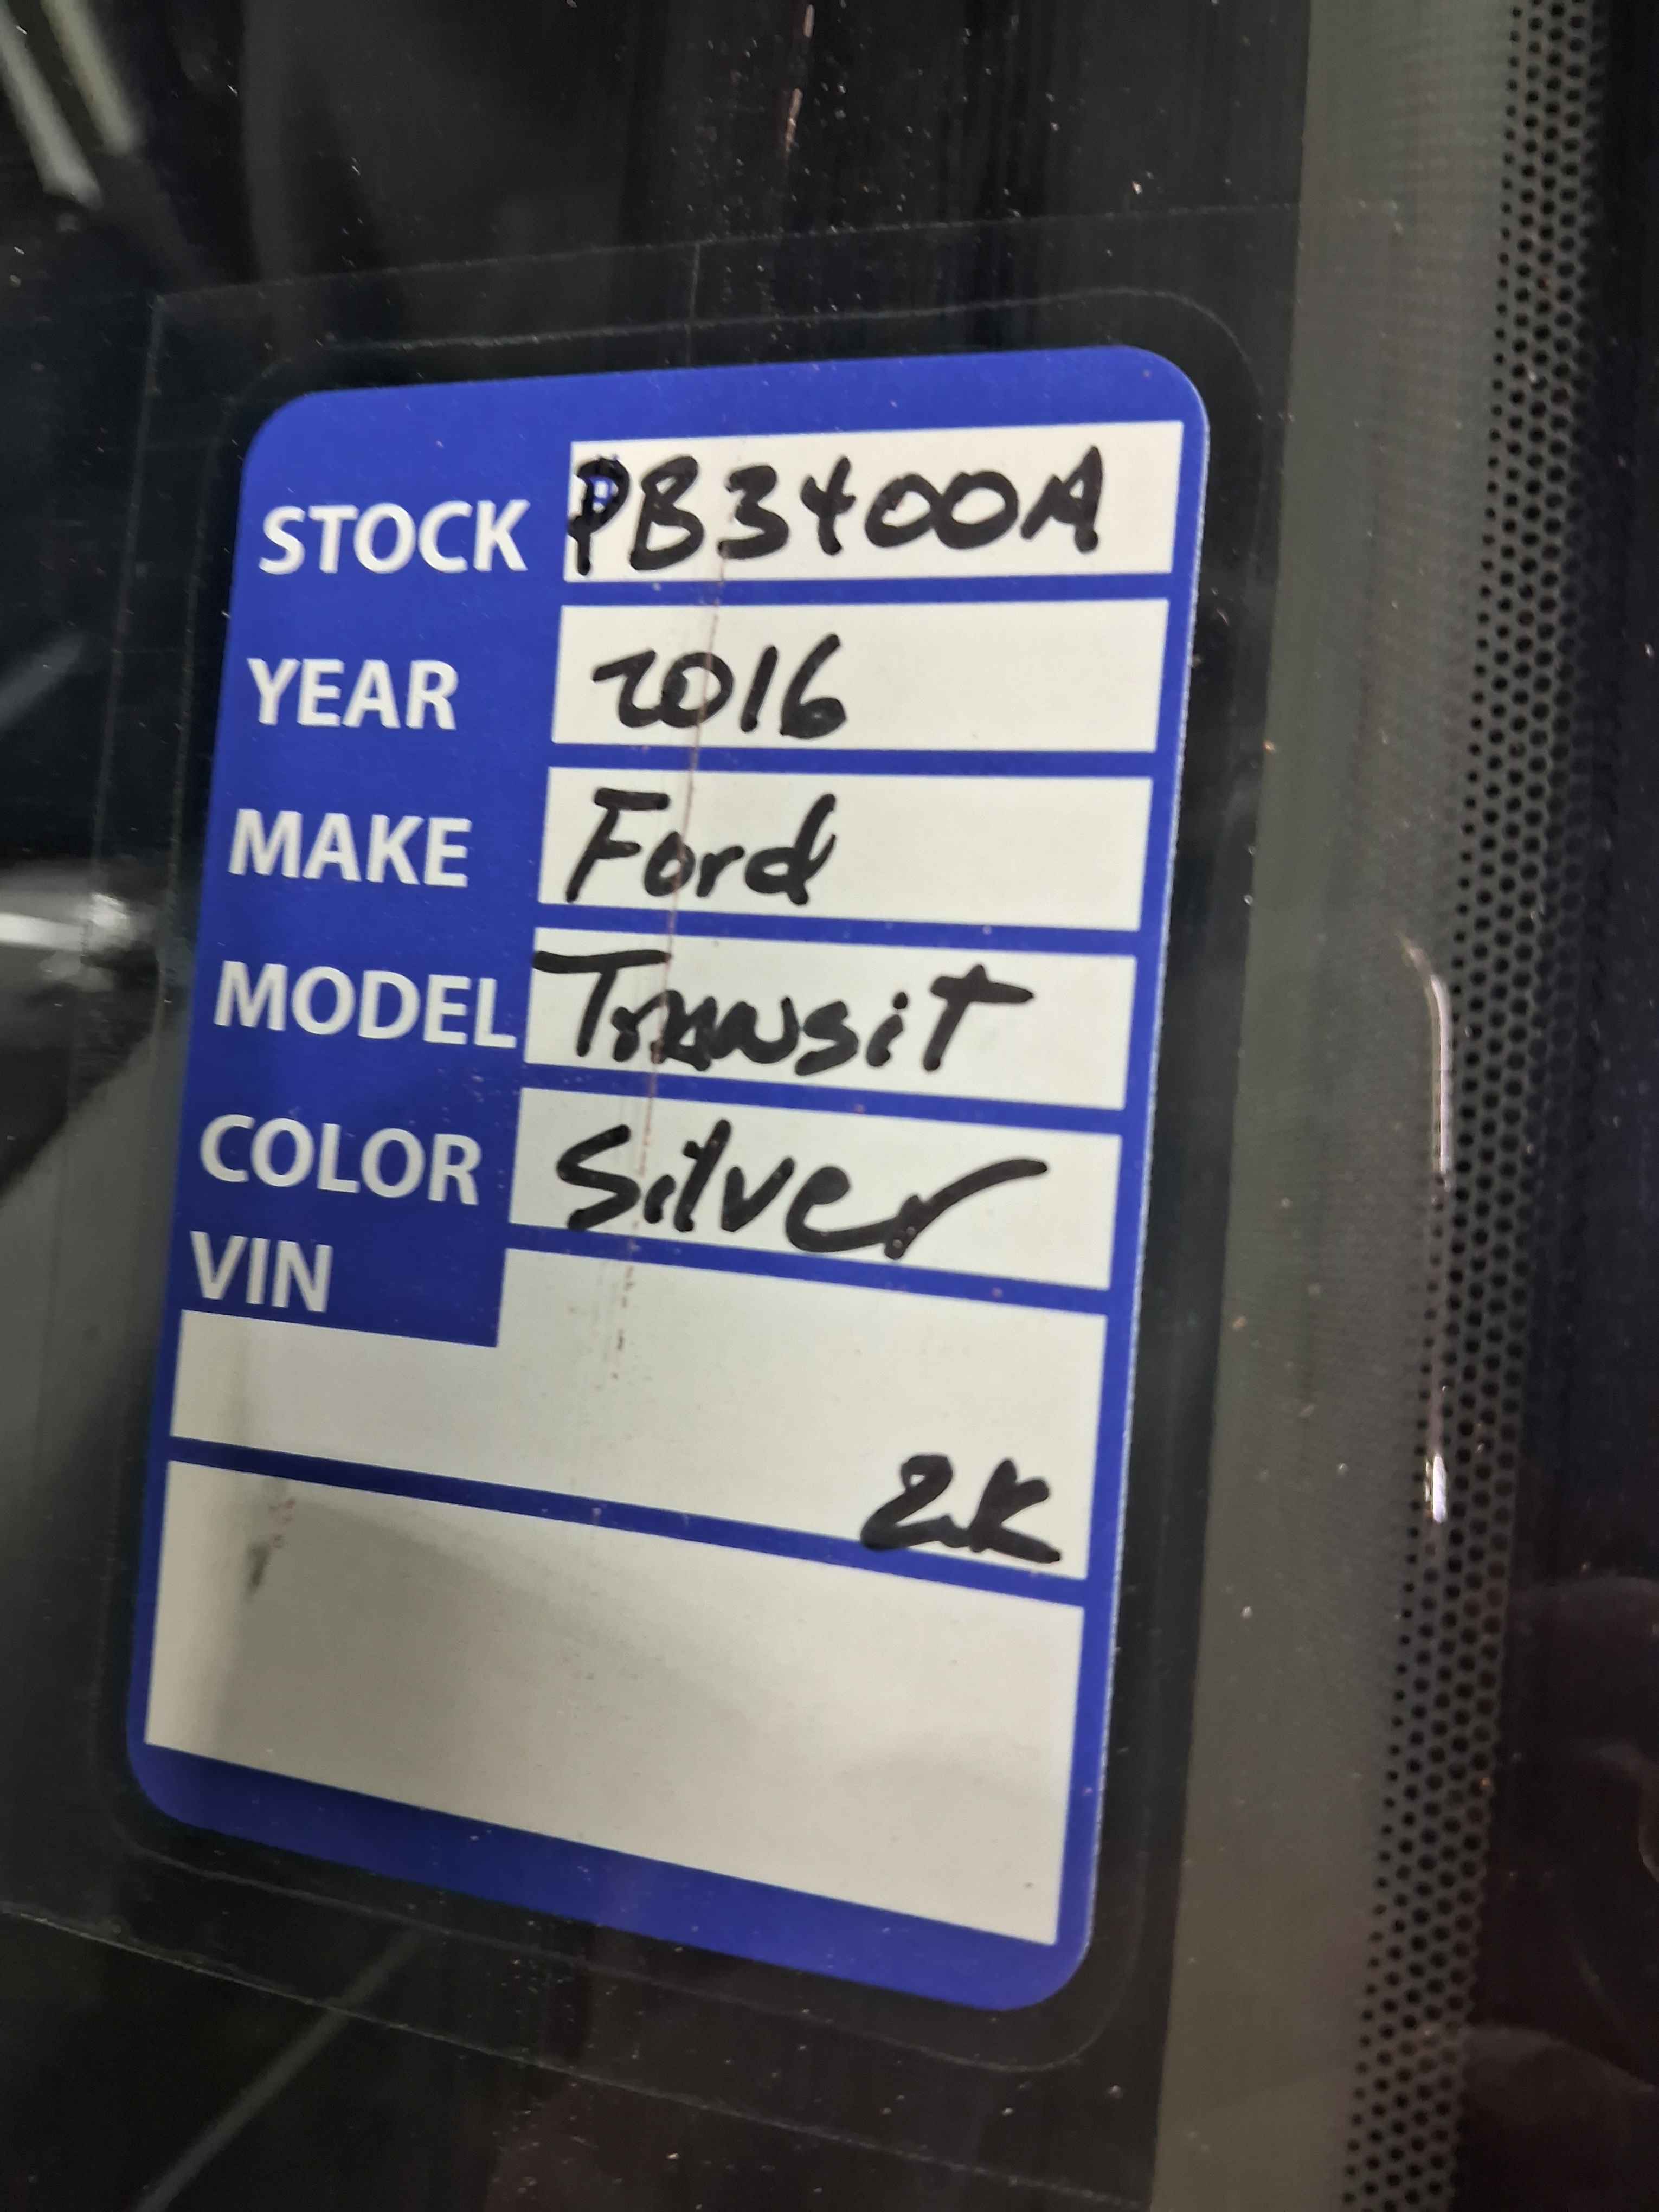 STOCK PB3400A
YEAR 2016
MAKE Ford
MODEL Transit
COLOR Silver
VIN
2K